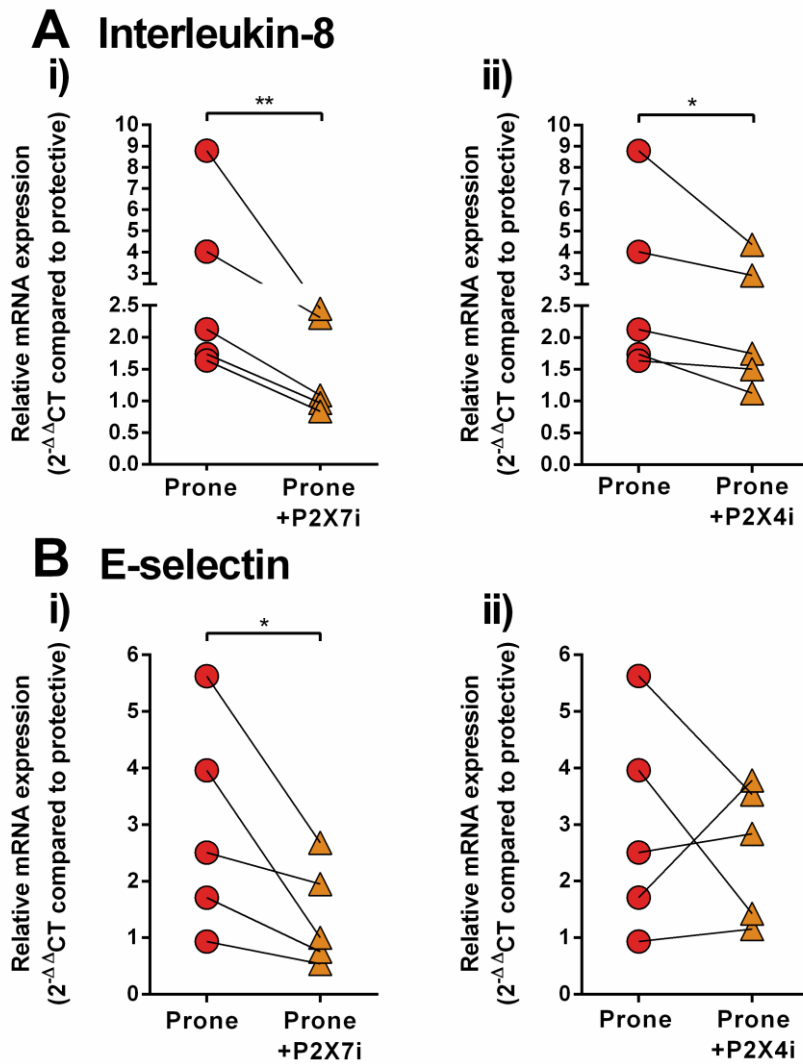 A Interleukin-8
i)
**
Relative mRNA expression
(2-ΔΔCT compared to protective)
10
9
8
7
6
5
4
3
2.5
2.0
1.5
1.0
0.5
0.0
Prone
Prone
+P2X7i
ii)
*
Relative mRNA expression
(2-ΔΔCT compared to protective)
10
9
8
7
6
5
4
3
2.5
2.0
1.5
1.0
0.5
0.0
Prone
Prone
+P2X4i
B E-selectin
i)
*
Relative mRNA expression
(2-ΔΔCT compared to protective)
6
5
4
3
2
1
0
Prone
Prone
+P2X7i
ii)
Relative mRNA expression
(2-ΔΔCT compared to protective)
6
5
4
3
2
1
0
Prone
Prone
+P2X4i